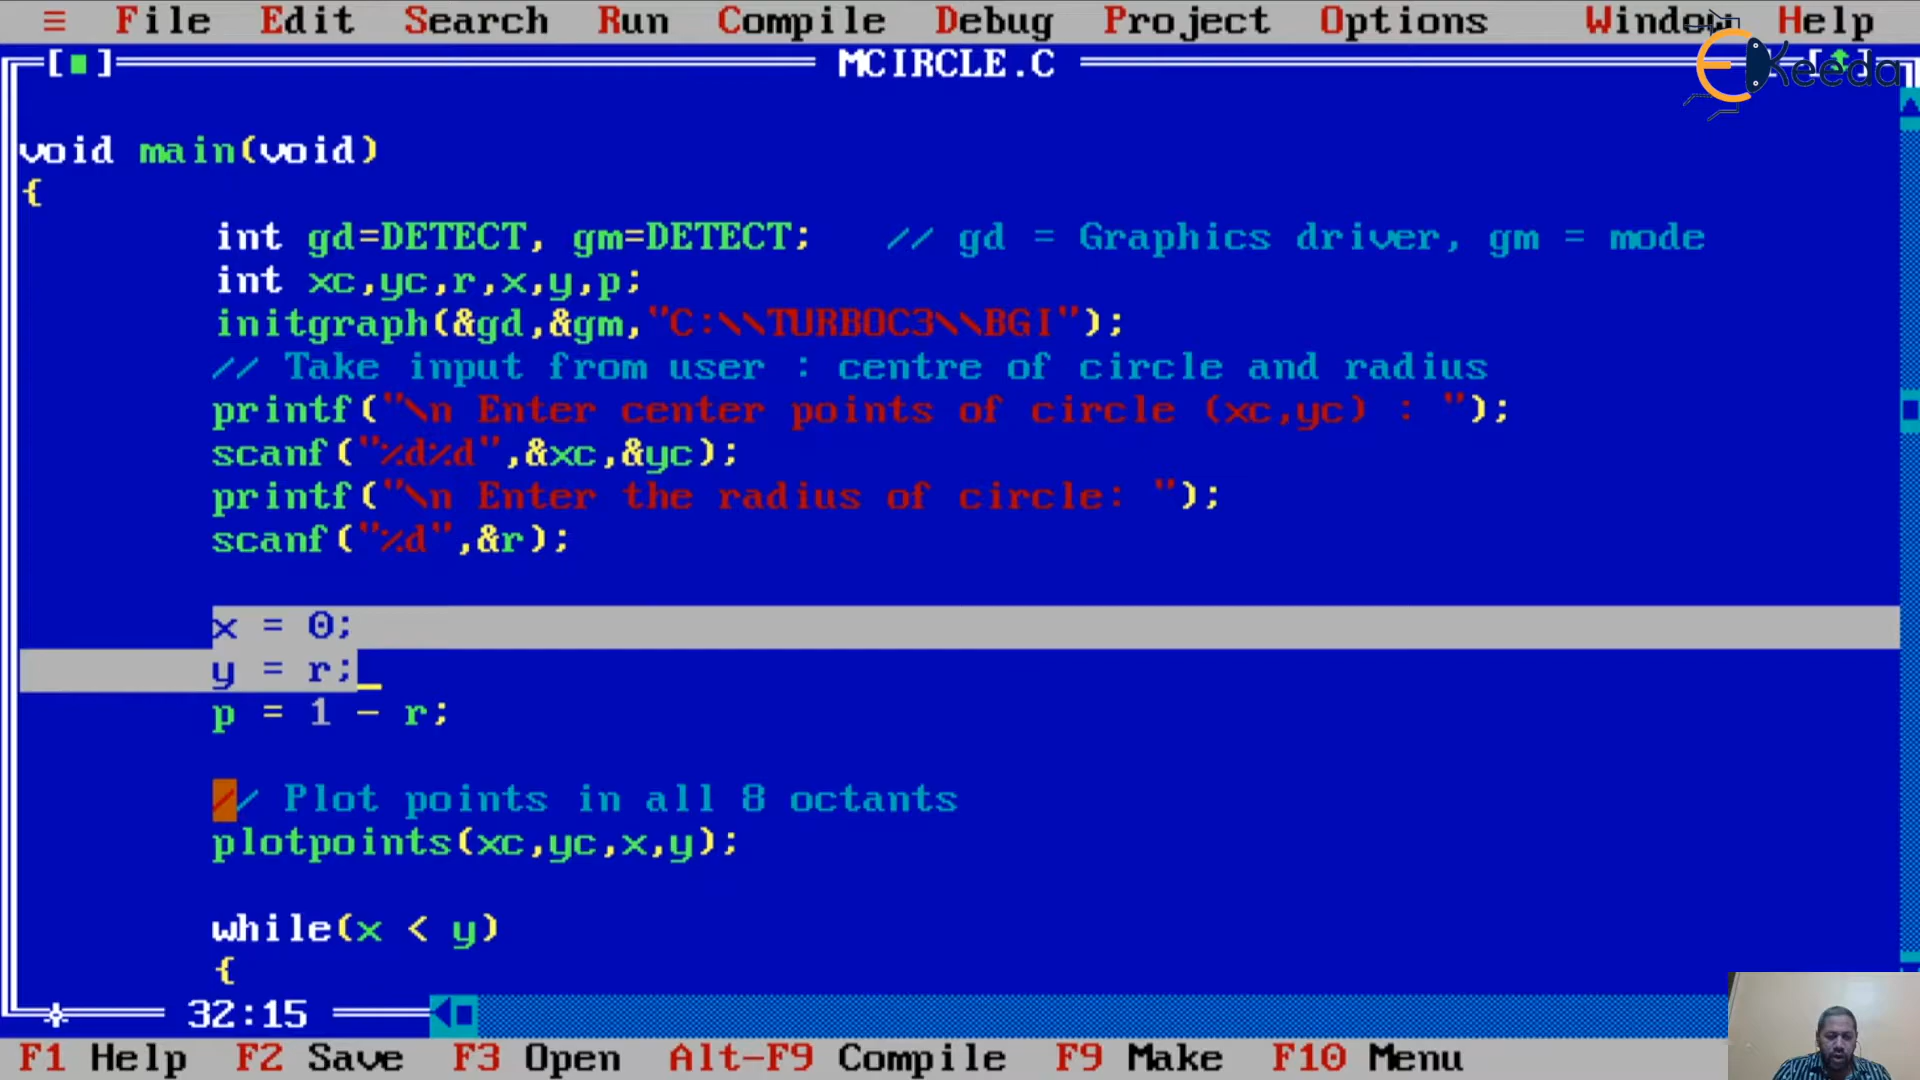 ≡ File Edit Search Run Compile Debug Project Options Window Help
[■] MCIRCLE.C
Keeda
void main(void)
{
int gd=DETECT, gm=DETECT; // gd = Graphics driver, gm = mode
int xc,yc,r,x,y,p;
initgraph(&gd,&gm,"C:\\TURBOC3\\BGI");
// Take input from user : centre of circle and radius
printf("\n Enter center points of circle (xc,yc) : ");
scanf("%d%d",&xc,&yc);
printf("\n Enter the radius of circle: ");
scanf("%d",&r);
x = 0;
y = r;
p = 1 - r;
// Plot points in all 8 octants
plotpoints(xc,yc,x,y);
while(x < y)
{
32:15
F1 Help F2 Save F3 Open Alt-F9 Compile F9 Make F10 Menu